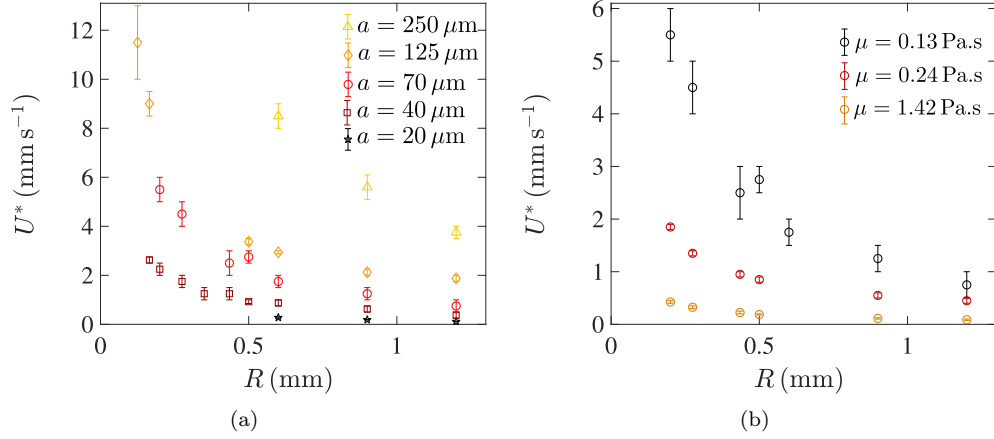 12
10
8
6
4
2
0
0
0.5
1
U* (mm s⁻¹)
R (mm)
a = 250 μm
a = 125 μm
a = 70 μm
a = 40 μm
a = 20 μm
(a)
6
5
4
3
2
1
0
0
0.5
1
U* (mm s⁻¹)
R (mm)
μ = 0.13 Pa.s
μ = 0.24 Pa.s
μ = 1.42 Pa.s
(b)